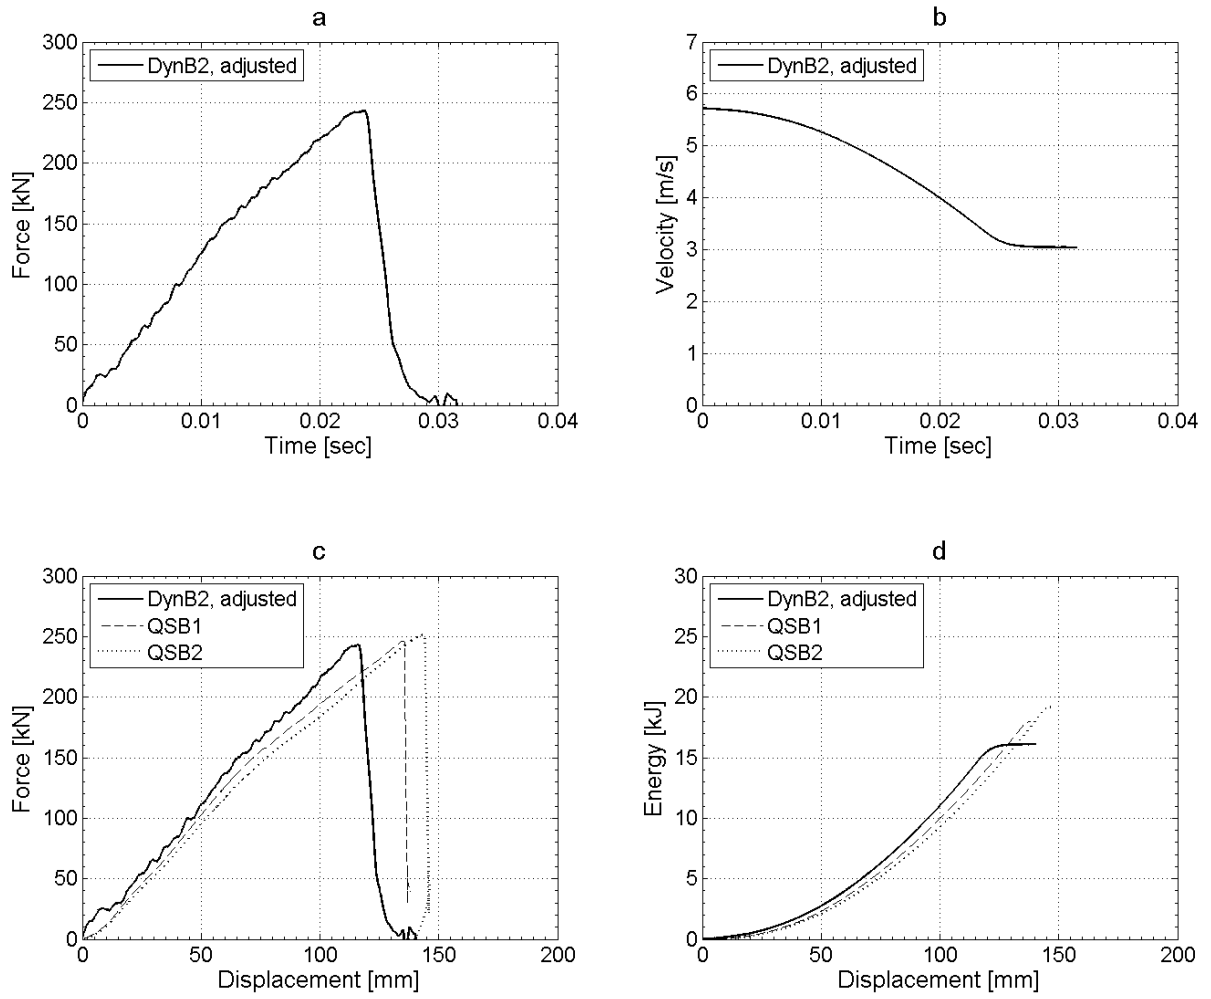 a
300
250
200
150
100
50
0
Force [kN]
DynB2, adjusted
0 0.01 0.02 0.03 0.04
Time [sec]
b
7
6
5
4
3
2
1
0
Velocity [m/s]
DynB2, adjusted
0 0.01 0.02 0.03 0.04
Time [sec]
c
300
250
200
150
100
50
0
Force [kN]
DynB2, adjusted
QSB1
QSB2
0 50 100 150 200
Displacement [mm]
d
30
25
20
15
10
5
0
Energy [kJ]
DynB2, adjusted
QSB1
QSB2
0 50 100 150 200
Displacement [mm]